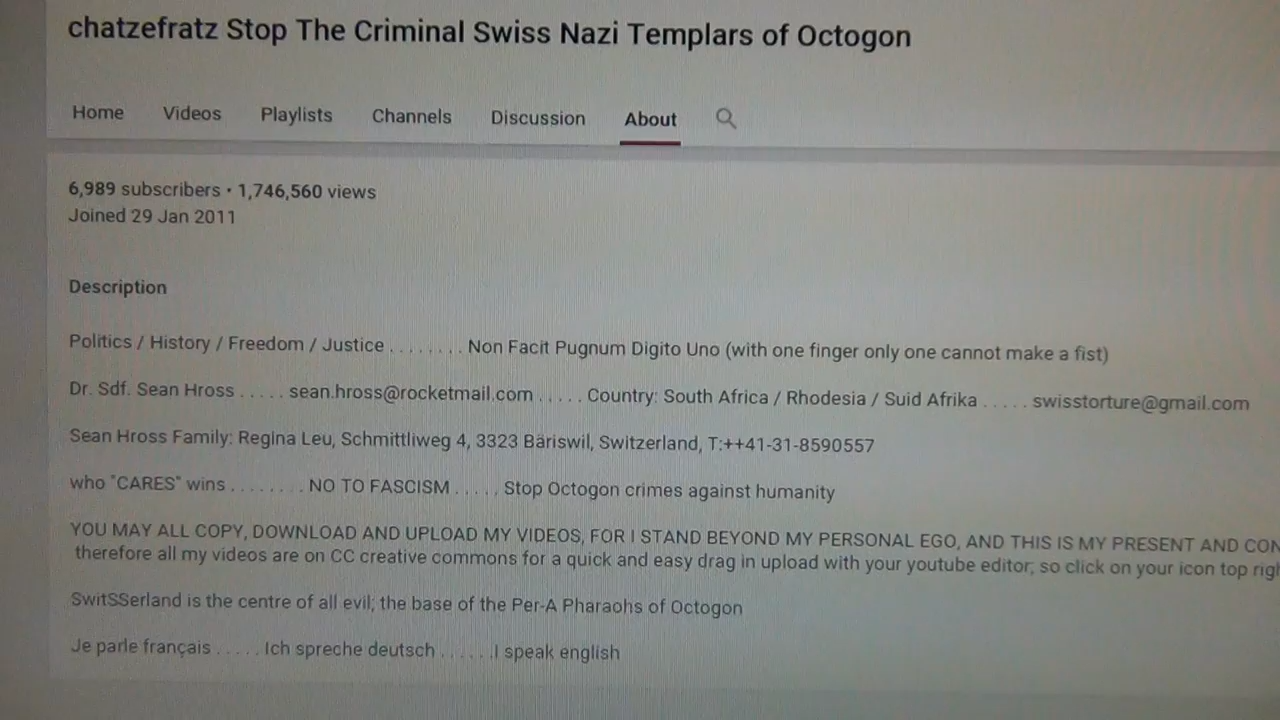 chatzefratz Stop The Criminal Swiss Nazi Templars of Octogon
Home Videos Playlists Channels Discussion About
6,989 subscribers • 1,746,560 views
Joined 29 Jan 2011
Description
Politics / History / Freedom / Justice . . . . . . . . Non Facit Pugnum Digito Uno (with one finger only one cannot make a fist)
Dr. Sdf. Sean Hross . . . . . sean.hross@rocketmail.com . . . . . Country: South Africa / Rhodesia / Suid Afrika . . . . . swisstorture@gmail.com
Sean Hross Family: Regina Leu, Schmittliweg 4, 3323 Bäriswil, Switzerland, T:++41-31-8590557
who "CARES" wins . . . . . . . . NO TO FASCISM . . . . . Stop Octogon crimes against humanity
YOU MAY ALL COPY, DOWNLOAD AND UPLOAD MY VIDEOS, FOR I STAND BEYOND MY PERSONAL EGO, AND THIS IS MY PRESENT AND CON
therefore all my videos are on CC creative commons for a quick and easy drag in upload with your youtube editor; so click on your icon top righ
SwitSSerland is the centre of all evil; the base of the Per-A Pharaohs of Octogon
Je parle français . . . . . Ich spreche deutsch . . . . . .I speak english